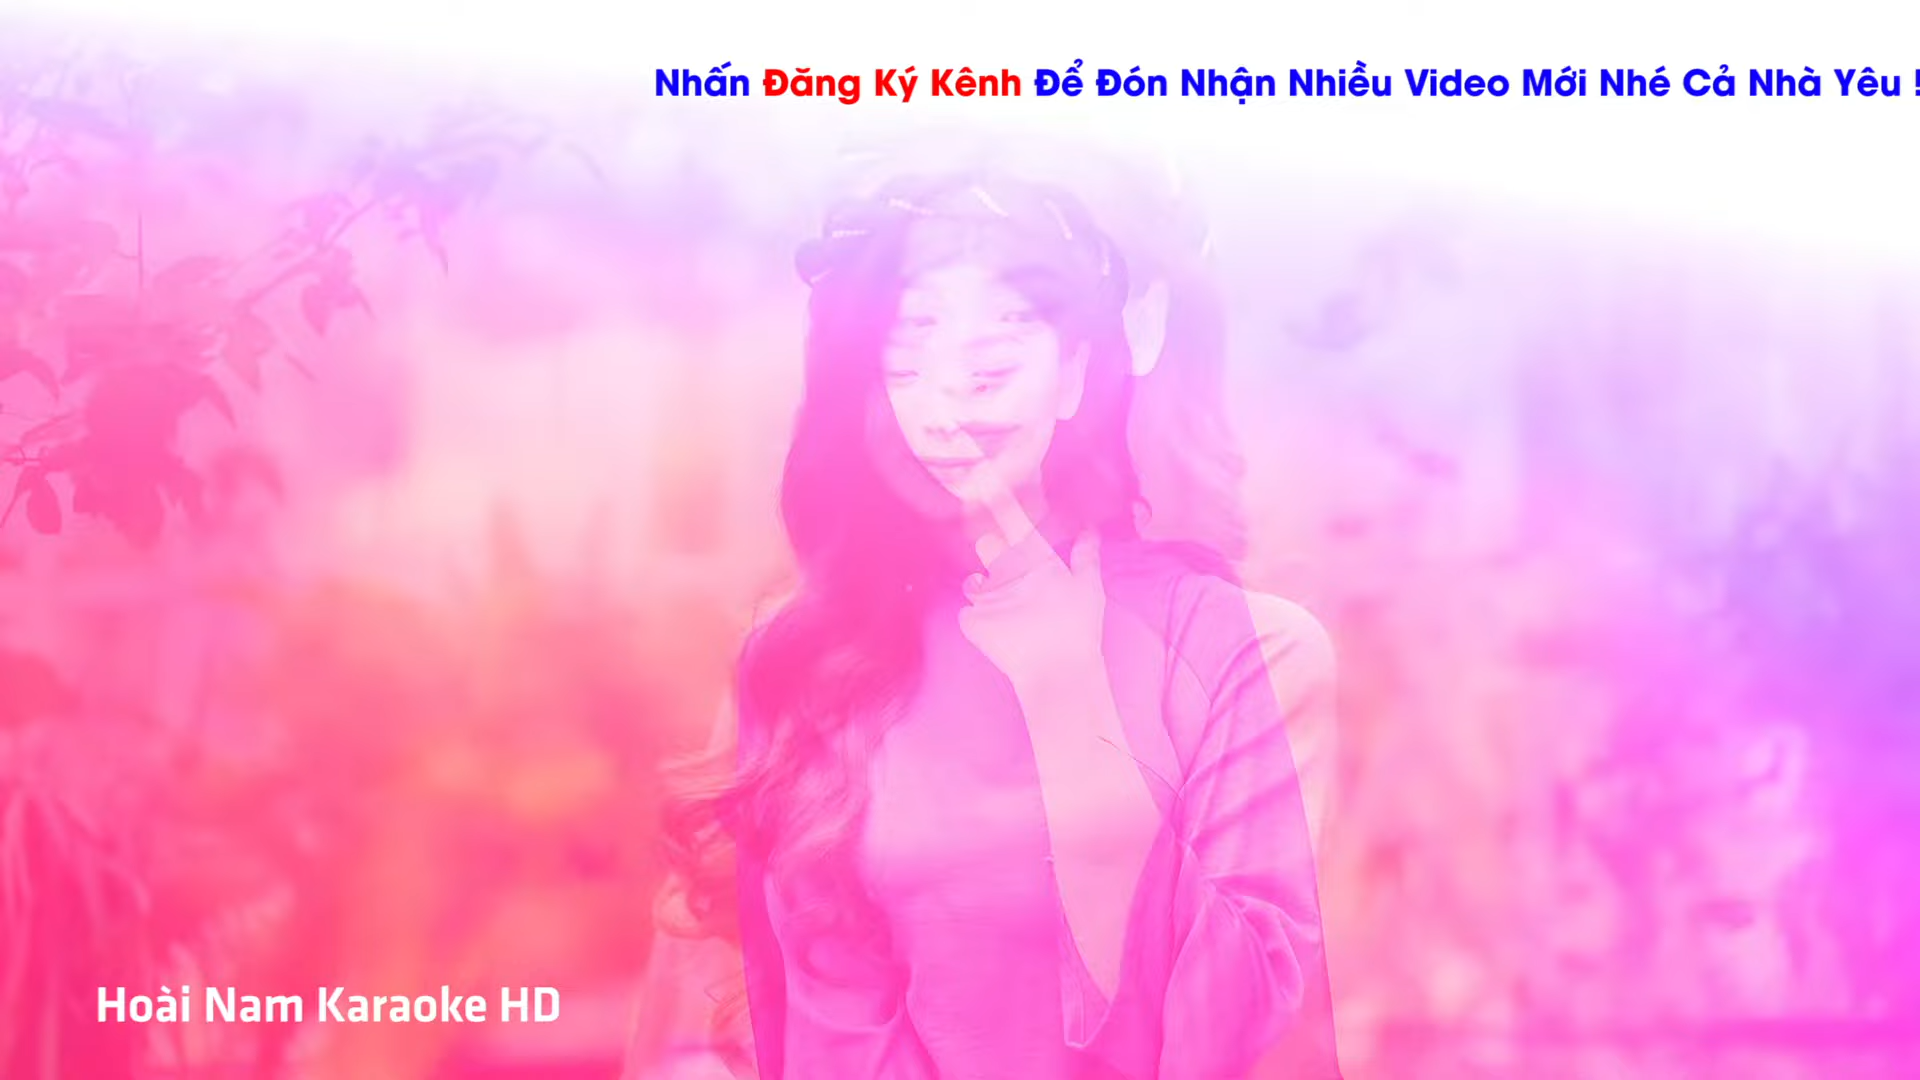 Nhấn Đăng Ký Kênh Để Đón Nhận Nhiều Video Mới Nhé Cả Nhà Yêu !
Hoài Nam Karaoke HD